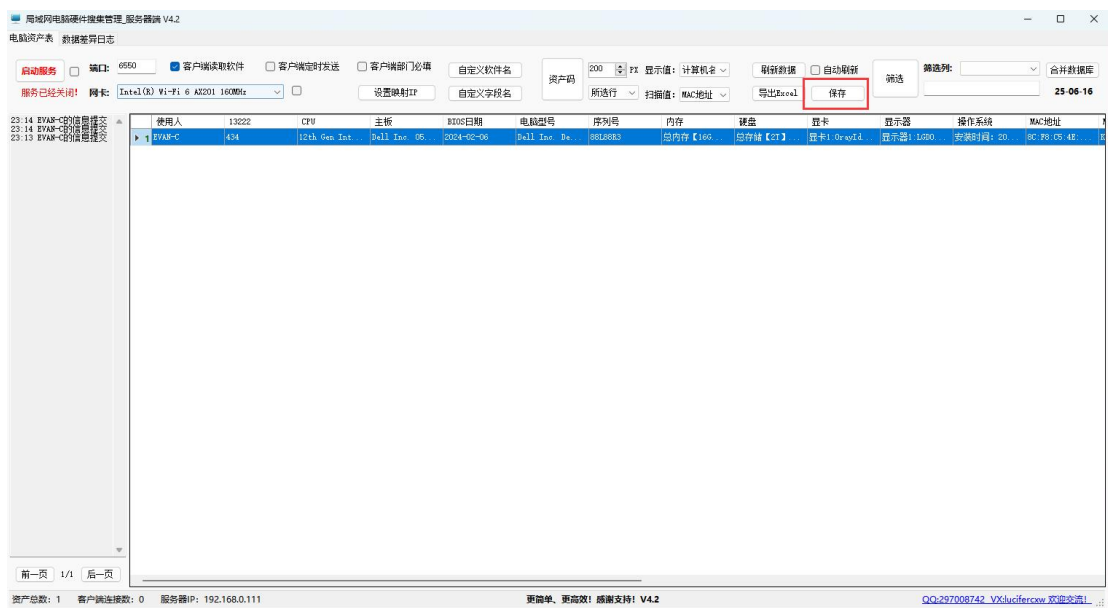 局域网电脑硬件搜集管理_服务器端 V4.2
电脑资产表 数据差异日志
启动服务 端口: 6550 客户端读取软件 客户端定时发送 客户端部门必填 自定义软件名 资产码 200 PX 显示值: 计算机名 刷新数据 自动刷新 筛选 筛选列: 合并数据库
服务已经关闭! 网卡: Intel(R) Wi-Fi 6 AX201 160MHz 设置映射IP 自定义字段名 所选行 扫描值: MAC地址 导出Excel 保存 25-06-16
23:14 EVAN-C的信息提交
23:14 EVAN-C的信息提交
23:13 EVAN-C的信息提交
使用人 13222 CPU 主板 BIOS日期 电脑型号 序列号 内存 硬盘 显卡 显示器 操作系统 MAC地址
1 EVAN-C 434 12th Gen Int... Dell Inc. 05... 2024-02-06 Dell Inc. De... 总内存【16G... 总存储【2T】... 显卡1:OrayId... 显示器1:LGD0... 安装时间: 20... 8C:F8:C5:4E:...
前一页 1/1 后一页
资产总数: 1 客户端连接数: 0 服务器IP: 192.168.0.111 更简单、更高效! 感谢支持! V4.2 QQ:297008742 VX:lucifercxw 欢迎交流!